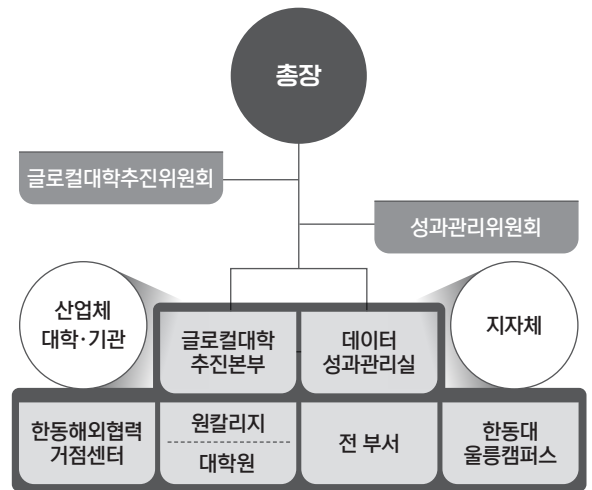 총장
글로컬대학추진위원회
성과관리위원회
산업체
대학·기관
글로컬대학
추진본부
데이터
성과관리실
지자체
한동해외협력
거점센터
원칼리지
대학원
전 부서
한동대
울릉캠퍼스